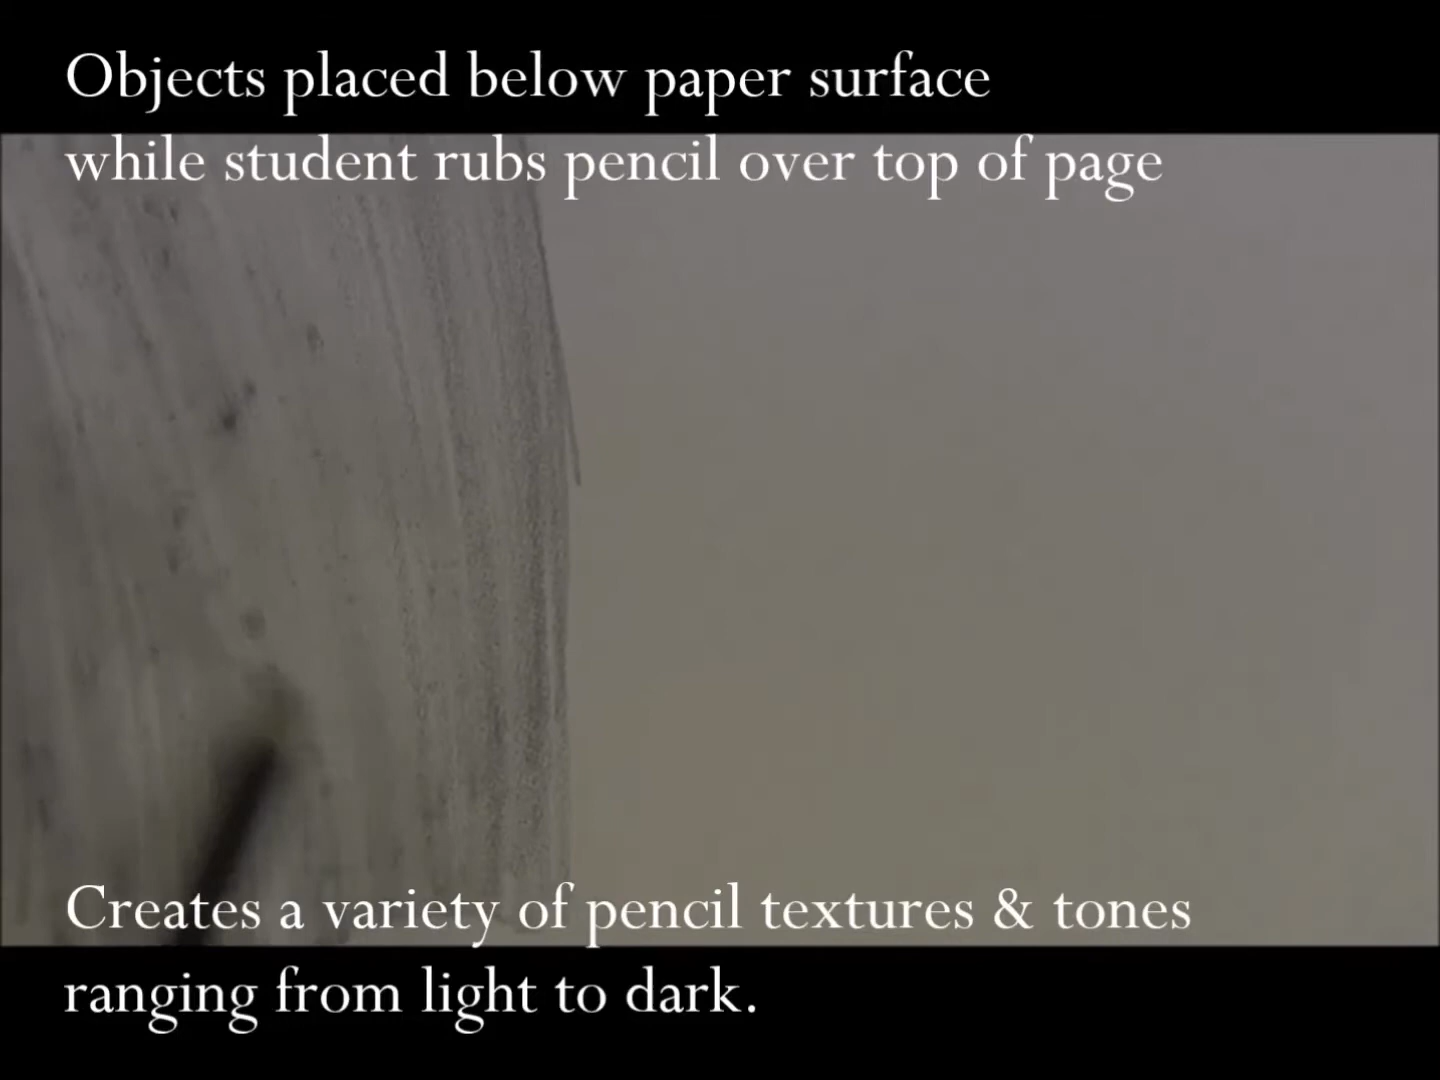 Objects placed below paper surface
while student rubs pencil over top of page
Creates a variety of pencil textures & tones
ranging from light to dark.